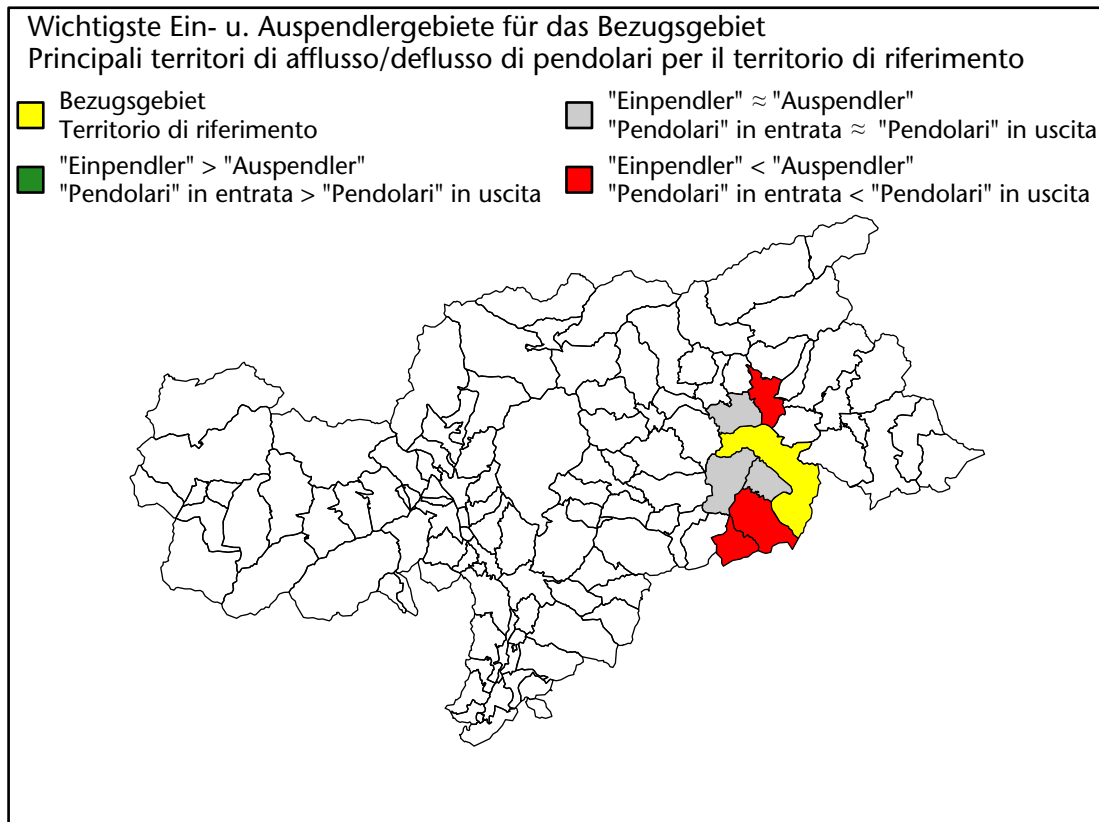 Wichtigste Ein- u. Auspendlergebiete für das Bezugsgebiet
Principali territori di afflusso/deflusso di pendolari per il territorio di riferimento
Bezugsgebiet
Territorio di riferimento
"Einpendler" > "Auspendler"
"Pendolari" in entrata > "Pendolari" in uscita
"Einpendler" ≈ "Auspendler"
"Pendolari" in entrata ≈ "Pendolari" in uscita
"Einpendler" < "Auspendler"
"Pendolari" in entrata < "Pendolari" in uscita